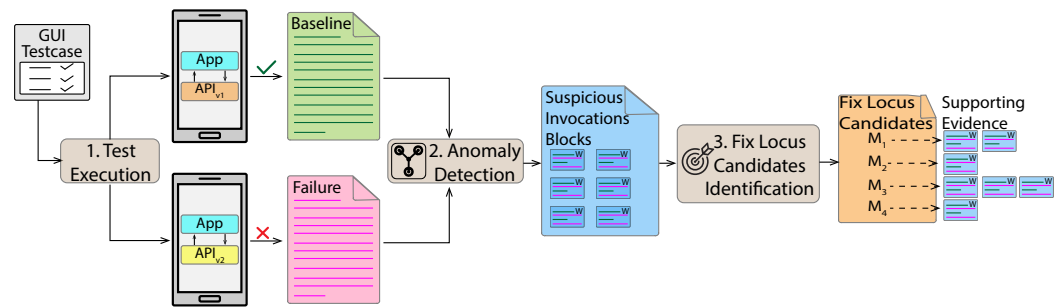 GUI
Testcase
1. Test
Execution
App
API v1
Baseline
App
API v2
Failure
2. Anomaly
Detection
Suspicious
Invocations
Blocks
W
W
W
W
W
W
3. Fix Locus
Candidates
Identification
Fix Locus
Candidates
Supporting
Evidence
M1
W
W
M2
W
M3
W
W
W
M4
W